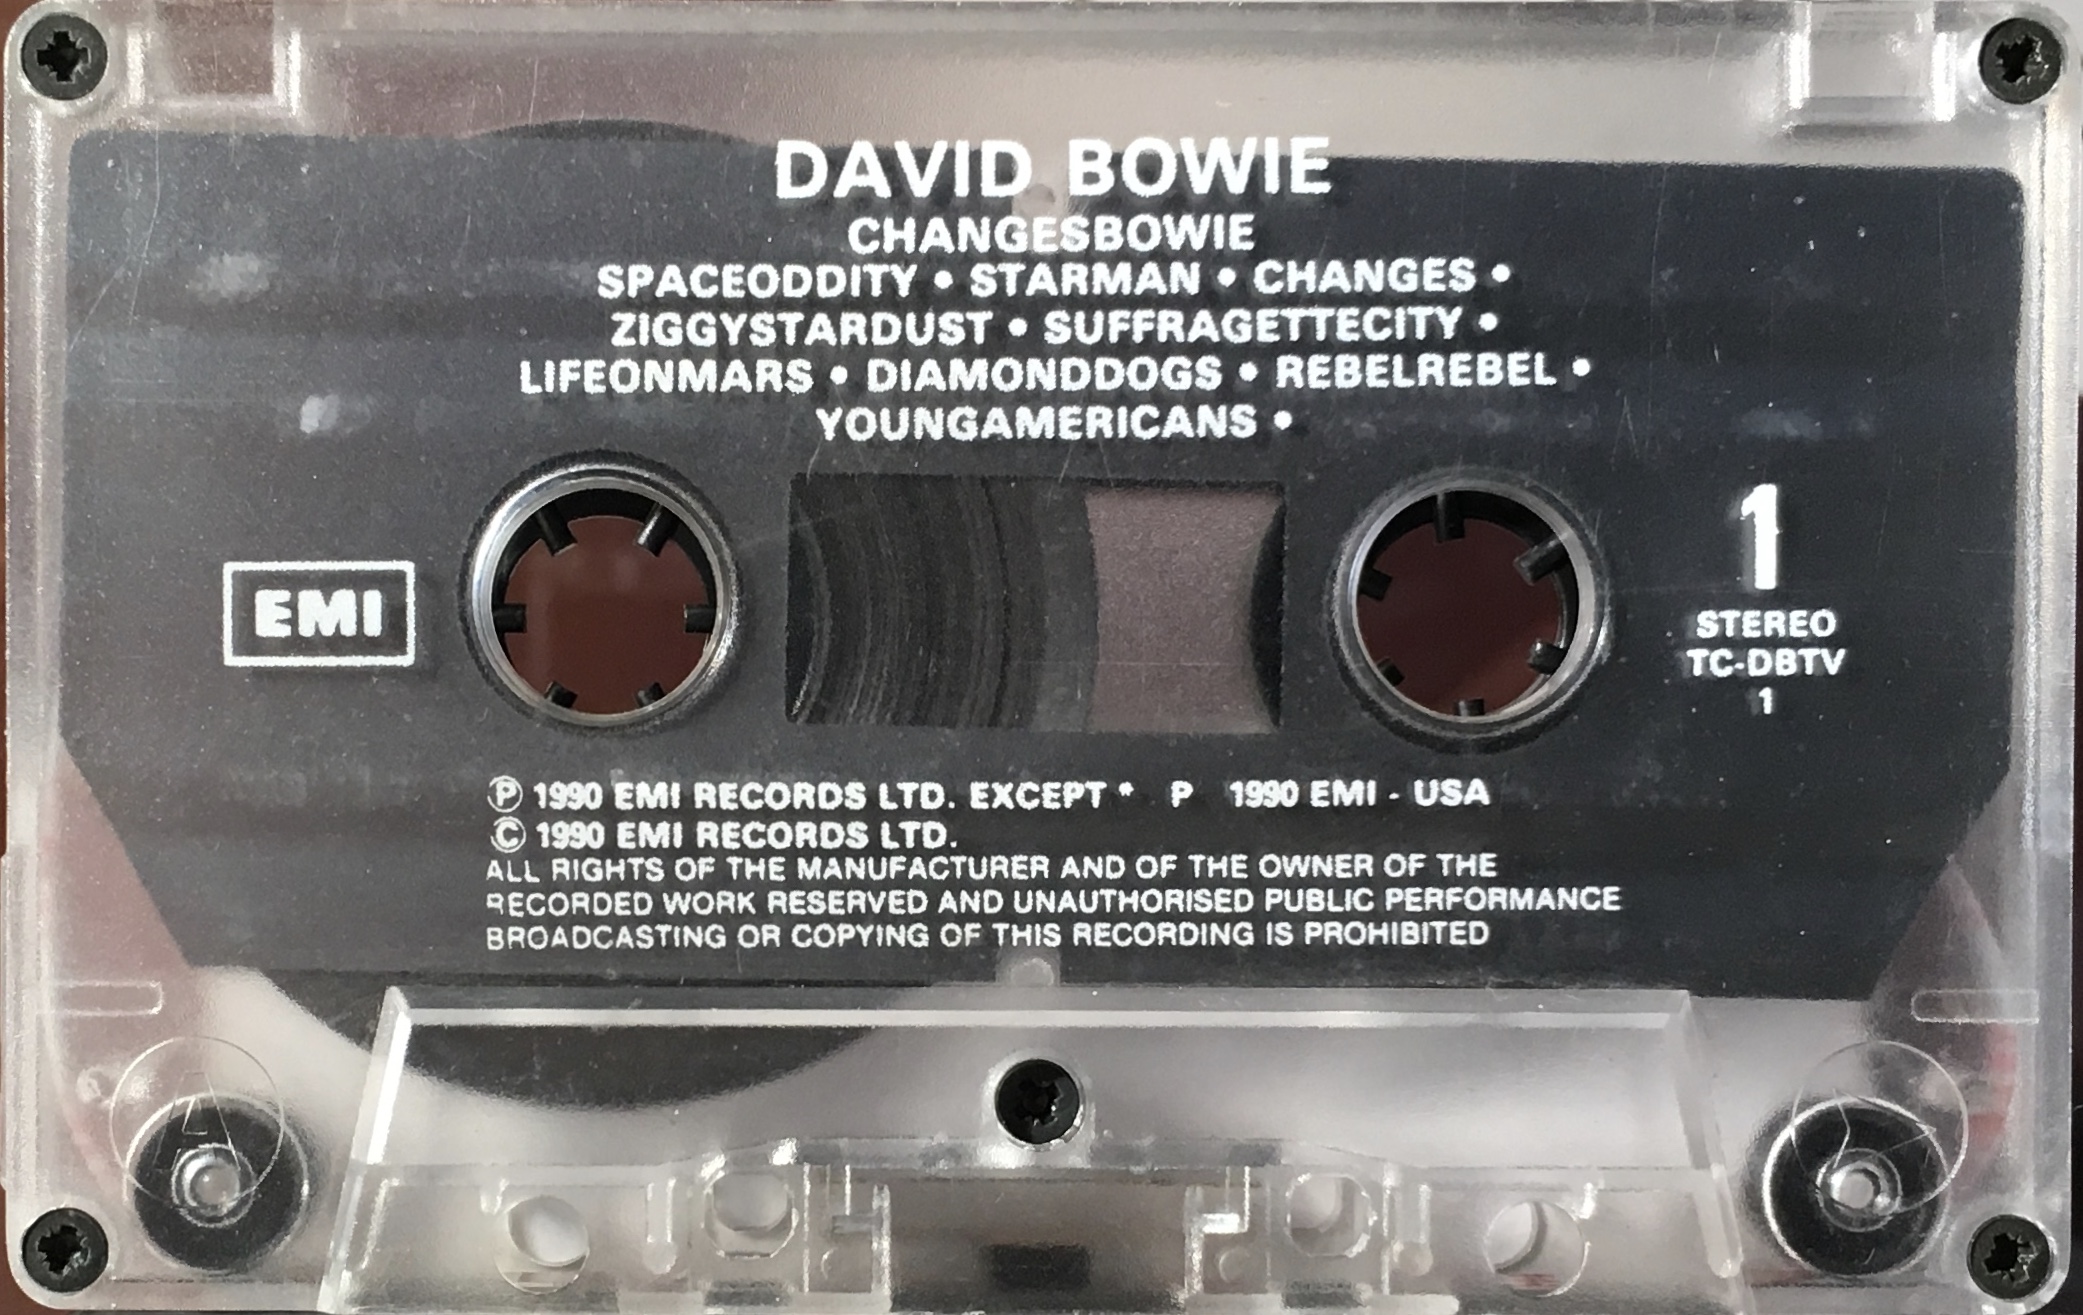 DAVID BOWIE
CHANGESBOWIE
SPACEODDITY • STARMAN • CHANGES •
ZIGGYSTARDUST • SUFFRAGETTECITY •
LIFEONMARS • DIAMONDDOGS • REBELREBEL •
YOUNGAMERICANS •
EMI
1
STEREO
TC-DBTV
1
℗ 1990 EMI RECORDS LTD. EXCEPT * P 1990 EMI - USA
© 1990 EMI RECORDS LTD.
ALL RIGHTS OF THE MANUFACTURER AND OF THE OWNER OF THE
RECORDED WORK RESERVED AND UNAUTHORISED PUBLIC PERFORMANCE
BROADCASTING OR COPYING OF THIS RECORDING IS PROHIBITED
A